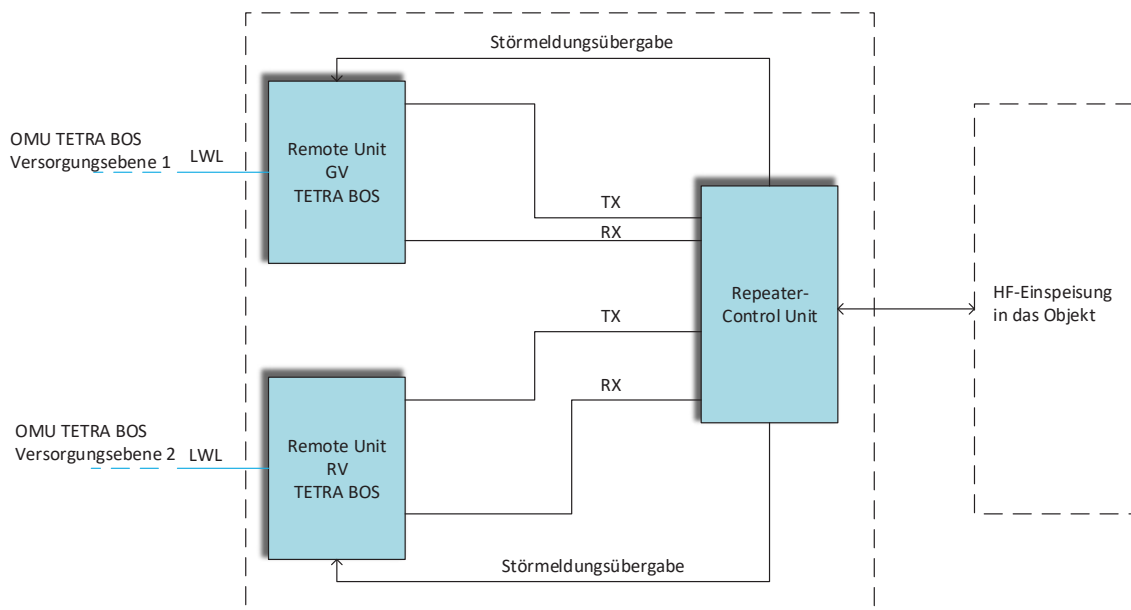 Störmeldungsübergabe
OMU TETRA BOS
Versorgungsebene 1
LWL
Remote Unit
GV
TETRA BOS
TX
RX
Repeater-
Control Unit
HF-Einspeisung
in das Objekt
TX
RX
OMU TETRA BOS
Versorgungsebene 2
LWL
Remote Unit
RV
TETRA BOS
Störmeldungsübergabe